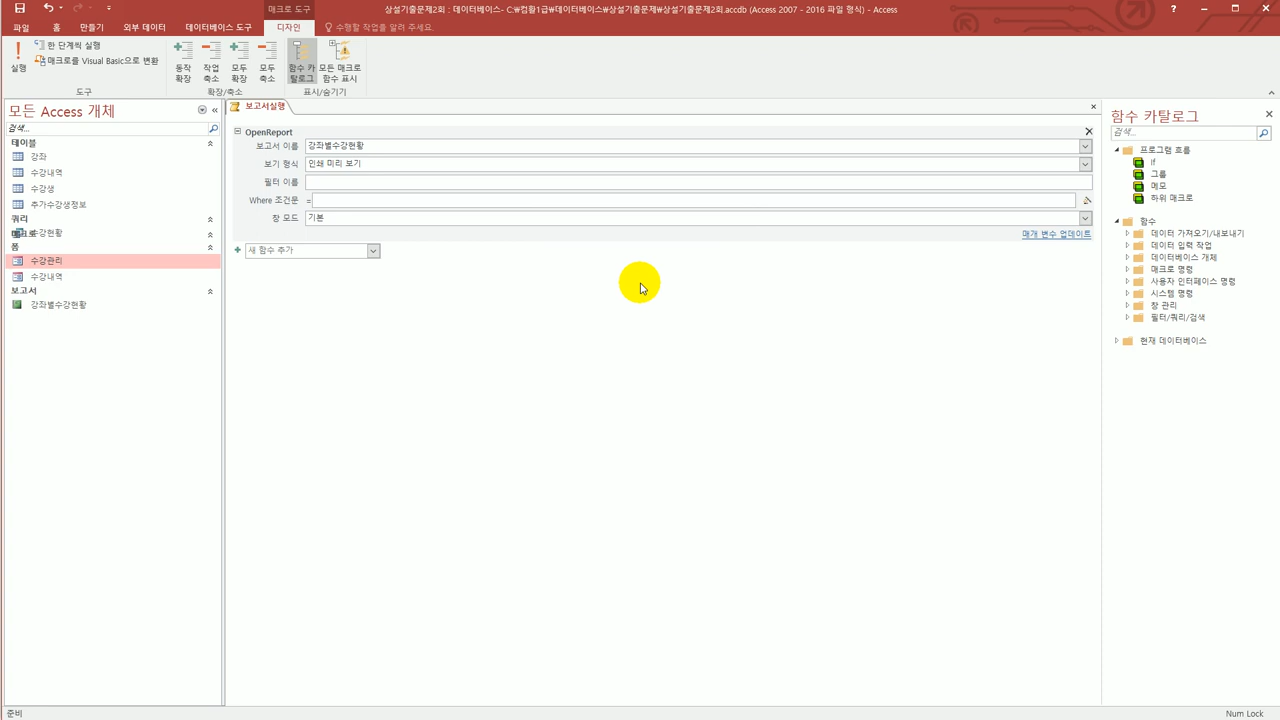 매크로 도구
상설기출문제2회 : 데이터베이스- C:₩컴활1급₩데이터베이스₩상설기출문제₩상설기출문제2회.accdb (Access 2007 - 2016 파일 형식) - Access
파일 홈 만들기 외부 데이터 데이터베이스 도구 디자인 수행할 작업을 알려 주세요.
실행
한 단계씩 실행
매크로를 Visual Basic으로 변환
동작 확장
작업 축소
모두 확장
모두 축소
함수 카탈로그
모든 매크로 함수 표시
도구 확장/축소 표시/숨기기
모든 Access 개체
검색...
테이블
강좌
수강내역
수강생
추가수강생정보
쿼리
매크로
폼
수강관리
수강내역
보고서
강좌별수강현황
보고서실행
OpenReport
보고서 이름 강좌별수강현황
보기 형식 인쇄 미리 보기
필터 이름
Where 조건문 =
창 모드 기본
매개 변수 업데이트
새 함수 추가
함수 카탈로그
검색...
프로그램 흐름
If
그룹
메모
하위 매크로
함수
데이터 가져오기/내보내기
데이터 입력 작업
데이터베이스 개체
매크로 명령
사용자 인터페이스 명령
시스템 명령
창 관리
필터/쿼리/검색
현재 데이터베이스
준비
Num Lock